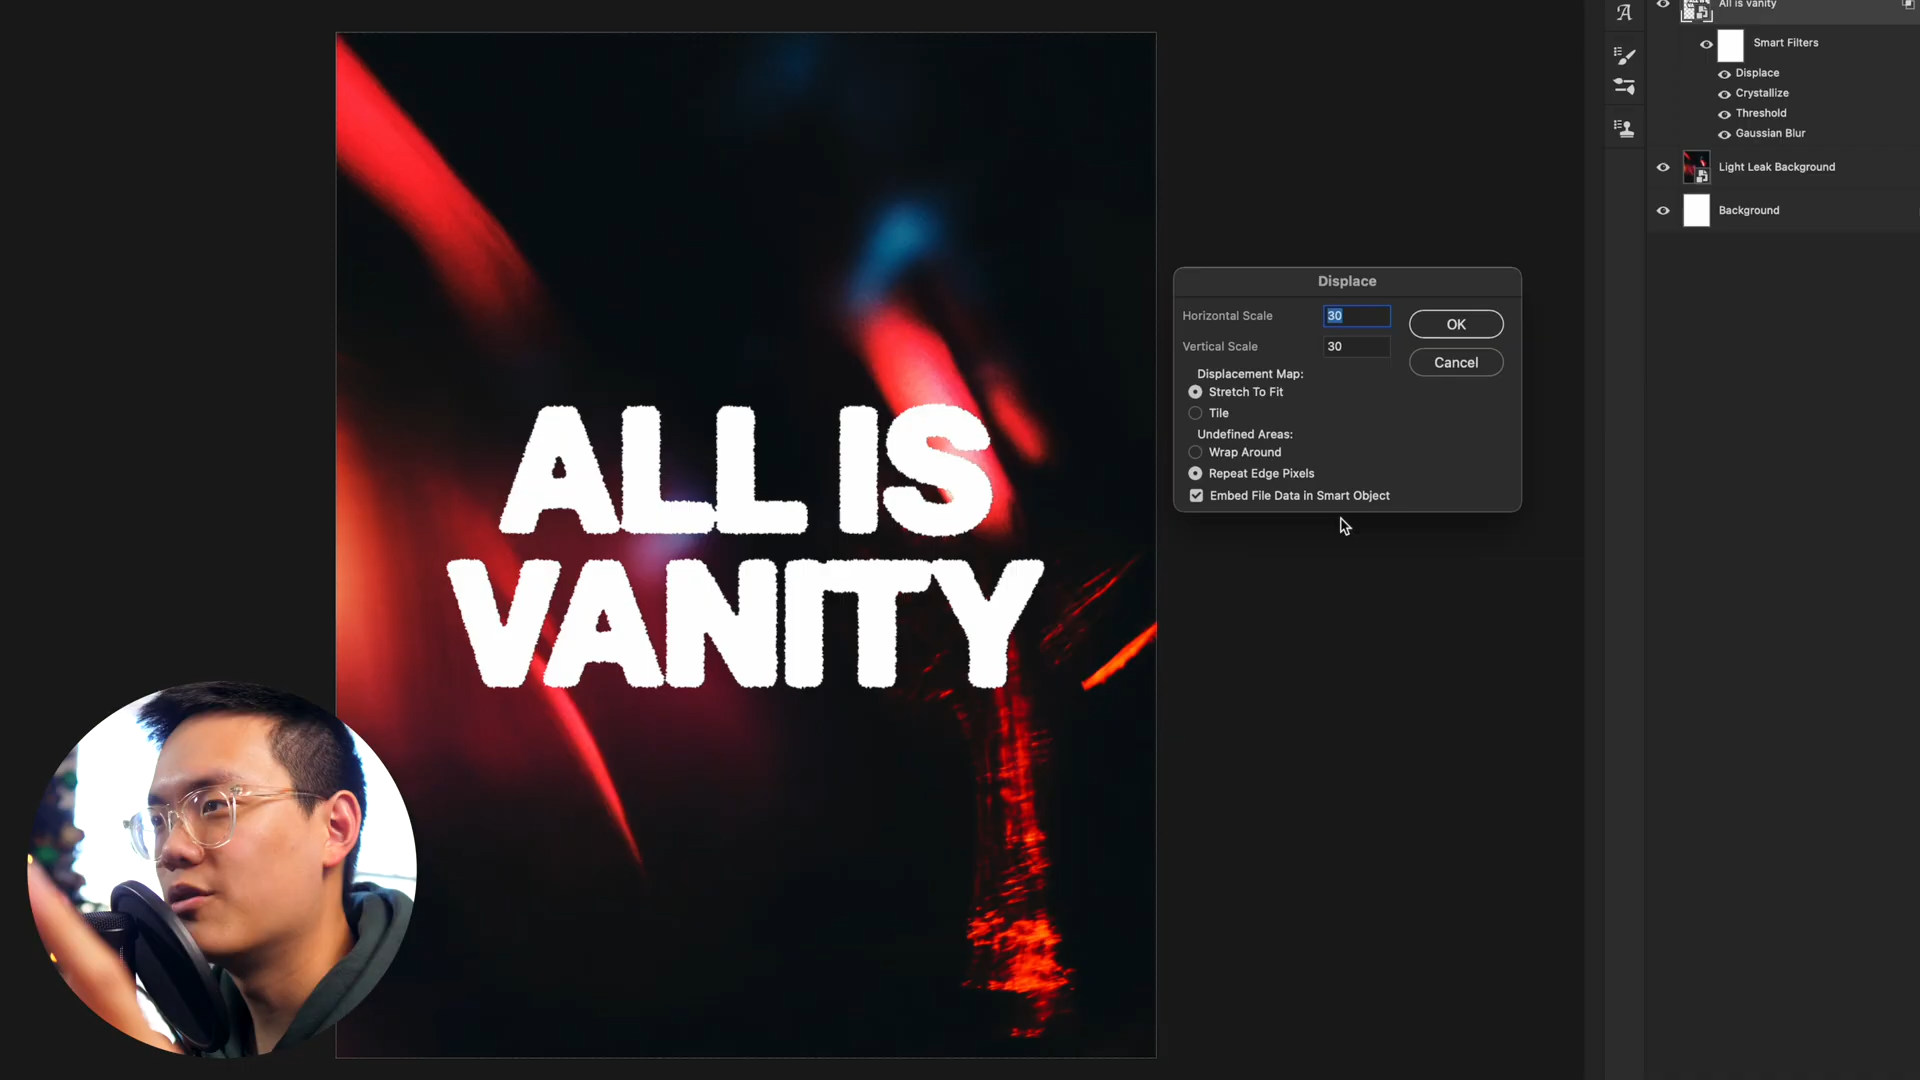 All is vanity
Smart Filters
Displace
Crystallize
Threshold
Gaussian Blur
Light Leak Background
Background
Displace
Horizontal Scale 30
OK
Vertical Scale 30
Cancel
Displacement Map:
Stretch To Fit
Tile
Undefined Areas:
Wrap Around
Repeat Edge Pixels
Embed File Data in Smart Object
ALL IS
VANITY